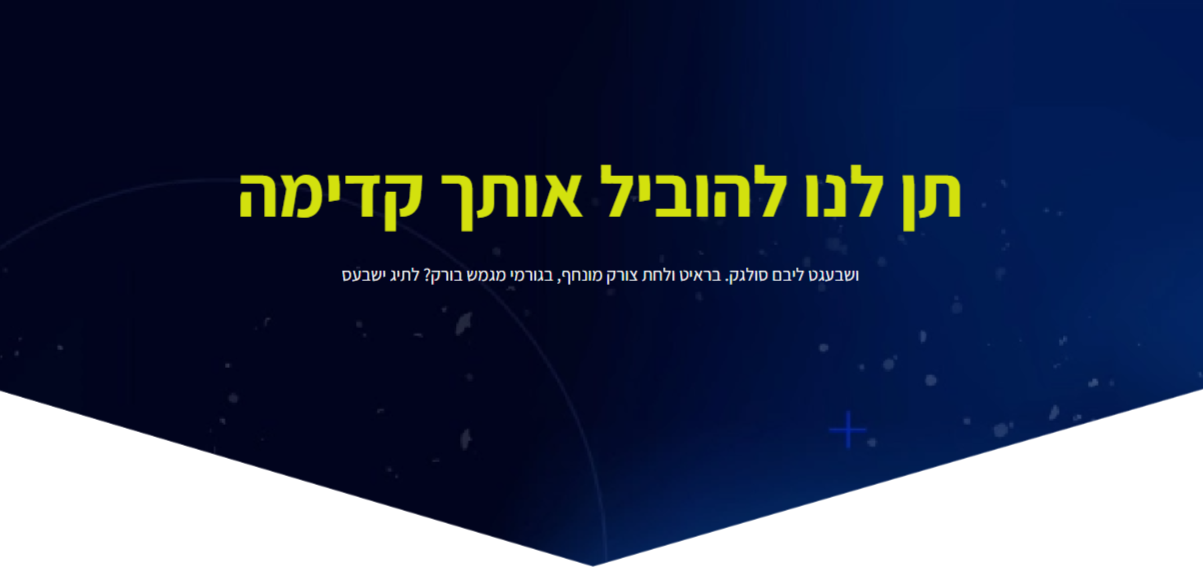 תן לנו להוביל אותך קדימה
ושבעגט ליבם סולגק. בראיט ולחת צורק מונחף, בגורמי מגמש בורק? לתיג ישבעס